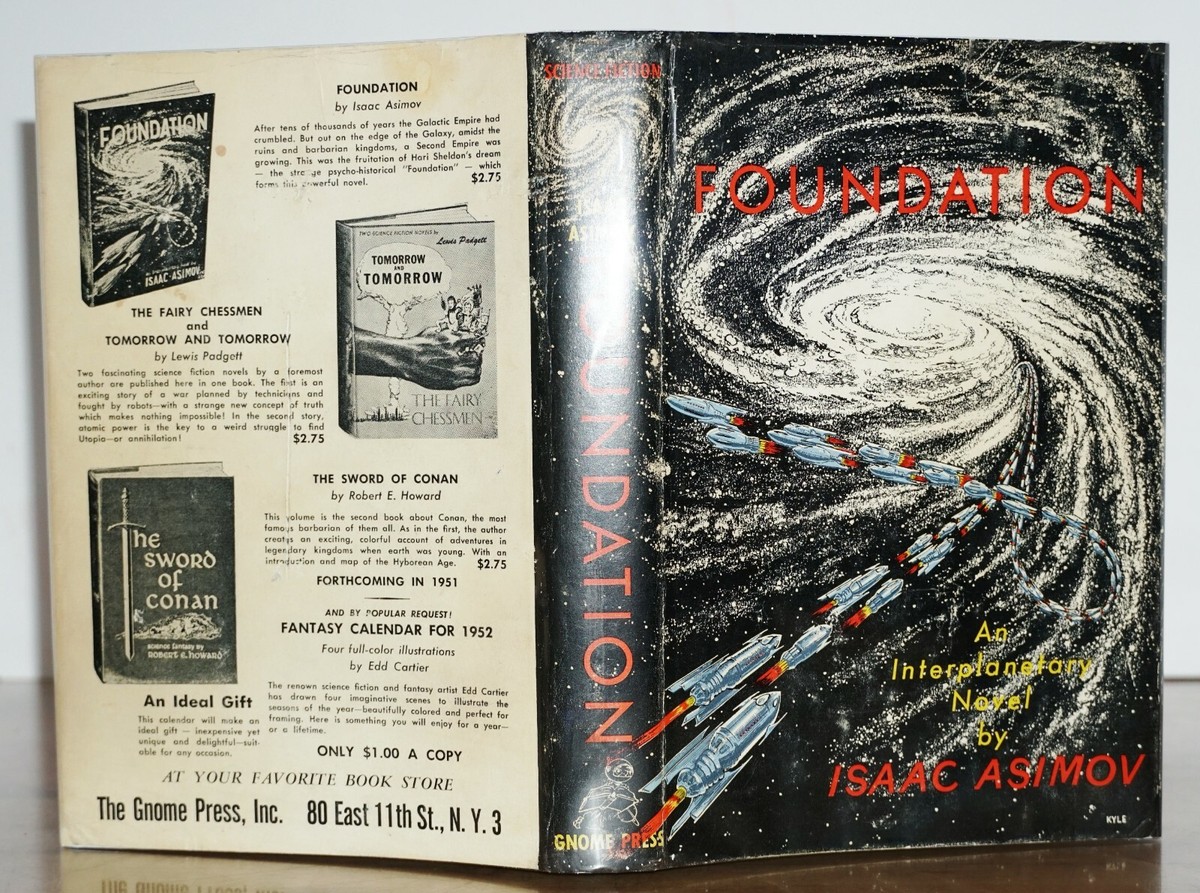 FOUNDATION
by Isaac Asimov
After tens of thousands of years the Galactic Empire had
crumbled. But out on the edge of the Galaxy, amidst the
ruins and barbarian kingdoms, a Second Empire was
growing. This was the fruitation of Hari Sheldon's dream
— the psycho-historical "Foundation" — which
forms this powerful novel. $2.75
FOUNDATION
ISAAC ASIMOV
TWO SCIENCE FICTION NOVELS by
Lewis Padgett
TOMORROW
AND
TOMORROW
THE FAIRY
CHESSMEN
THE FAIRY CHESSMEN
and
TOMORROW AND TOMORROW
by Lewis Padgett
Two fascinating science fiction novels by a foremost
author are published here in one book. The first is an
exciting story of a war planned by technicians and
fought by robots—with a strange new concept of truth
which makes nothing impossible! In the second story,
atomic power is the key to a weird struggle to find
Utopia—or annihilation! $2.75
The
SWORD
of
CONAN
science fantasy by
ROBERT E. HOWARD
THE SWORD OF CONAN
by Robert E. Howard
This volume is the second book about Conan, the most
famous barbarian of them all. As in the first, the author
creates an exciting, colorful account of adventures in
legendary kingdoms when earth was young. With an
introduction and map of the Hyborean Age. $2.75
FORTHCOMING IN 1951
AND BY POPULAR REQUEST!
FANTASY CALENDAR FOR 1952
Four full-color illustrations
by Edd Cartier
The renown science fiction and fantasy artist Edd Cartier
has drawn four imaginative scenes to illustrate the
seasons of the year—beautifully colored and perfect for
framing. Here is something you will enjoy for a year—
or a lifetime.
An Ideal Gift
This calendar will make an
ideal gift — inexpensive yet
unique and delightful—suit-
able for any occasion.
ONLY $1.00 A COPY
AT YOUR FAVORITE BOOK STORE
The Gnome Press, Inc. 80 East 11th St., N. Y. 3
SCIENCE FICTION
FOUNDATION
GNOME PRESS
FOUNDATION
An
Interplanetary
Novel
by
ISAAC ASIMOV
KYLE